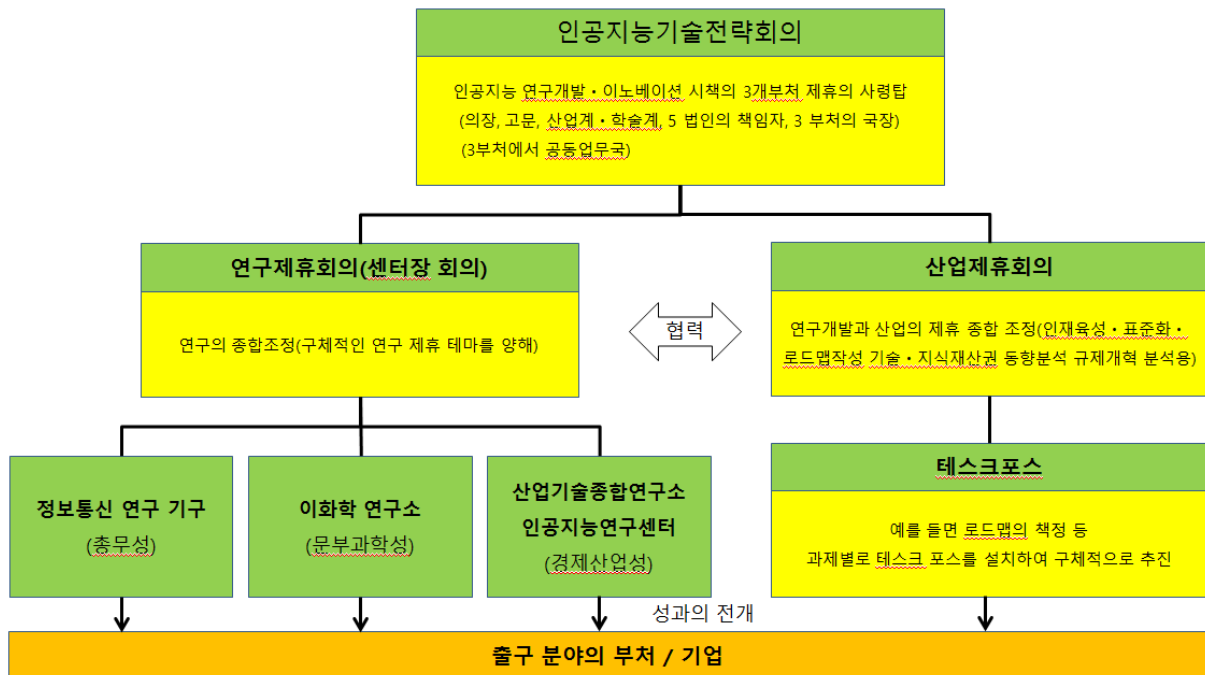 인공지능기술전략회의
인공지능 연구개발・이노베이션 시책의 3개부처 제휴의 사령탑
(의장, 고문, 산업계・학술계, 5 법인의 책임자, 3 부처의 국장)
(3부처에서 공동업무국)
연구제휴회의(센터장 회의)
연구의 종합조정(구체적인 연구 제휴 테마를 양해)
협력
산업제휴회의
연구개발과 산업의 제휴 종합 조정(인재육성・표준화・
로드맵작성 기술・지식재산권 동향분석 규제개혁 분석용)
정보통신 연구 기구
(총무성)
이화학 연구소
(문부과학성)
산업기술종합연구소
인공지능연구센터
(경제산업성)
테스크포스
예를 들면 로드맵의 책정 등
과제별로 테스크 포스를 설치하여 구체적으로 추진
성과의 전개
출구 분야의 부처 / 기업